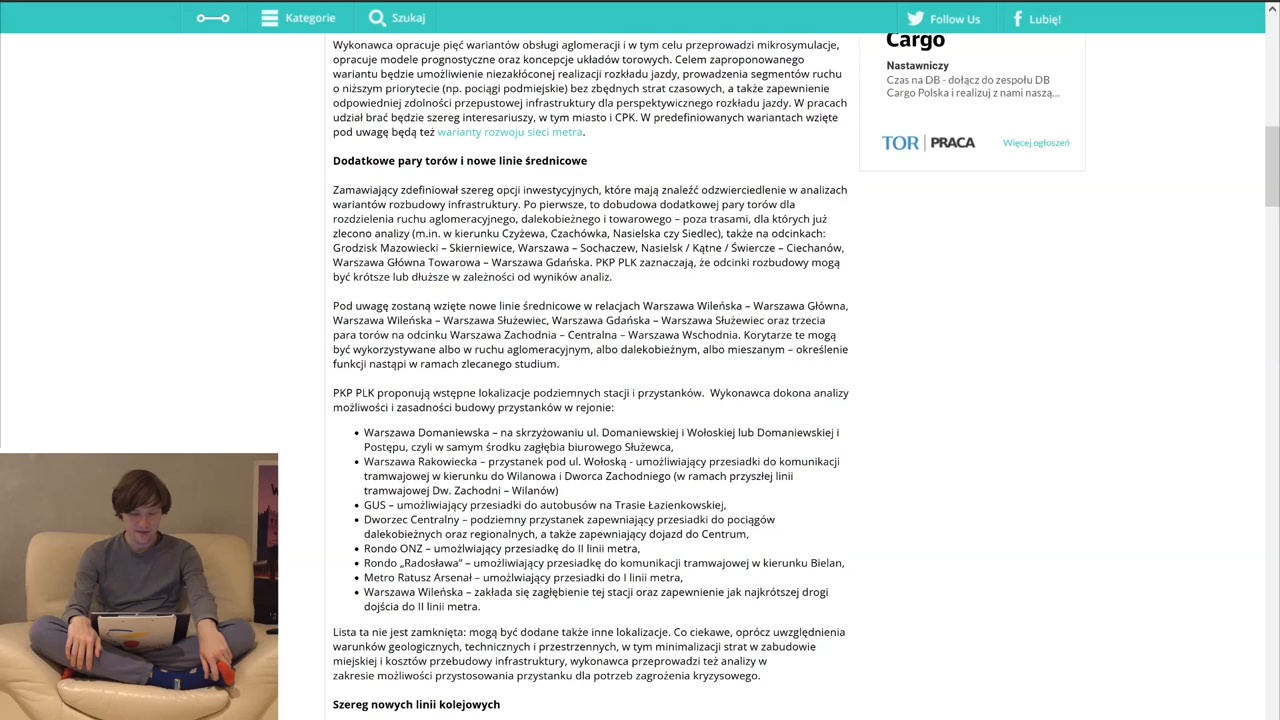 Kategorie
Szukaj
Follow Us
Lubię!
Wykonawca opracuje pięć wariantów obsługi aglomeracji i w tym celu przeprowadzi mikrosymulacje,
opracuje modele prognostyczne oraz koncepcje układów torowych. Celem zaproponowanego
wariantu będzie umożliwienie niezakłóconej realizacji rozkładu jazdy, prowadzenia segmentów ruchu
o niższym priorytecie (np. pociągi podmiejskie) bez zbędnych strat czasowych, a także zapewnienie
odpowiedniej zdolności przepustowej infrastruktury dla perspektywicznego rozkładu jazdy. W pracach
udział brać będzie szereg interesariuszy, w tym miasto i CPK. W predefiniowanych wariantach wzięte
pod uwagę będą też warianty rozwoju sieci metra.
Dodatkowe pary torów i nowe linie średnicowe
Zamawiający zdefiniował szereg opcji inwestycyjnych, które mają znaleźć odzwierciedlenie w analizach
wariantów rozbudowy infrastruktury. Po pierwsze, to dobudowa dodatkowej pary torów dla
rozdzielenia ruchu aglomeracyjnego, dalekobieżnego i towarowego – poza trasami, dla których już
zlecono analizy (m.in. w kierunku Czyżewa, Czachówka, Nasielska czy Siedlec), także na odcinkach:
Grodzisk Mazowiecki – Skierniewice, Warszawa – Sochaczew, Nasielsk / Kątne / Świercze – Ciechanów,
Warszawa Główna Towarowa – Warszawa Gdańska. PKP PLK zaznaczają, że odcinki rozbudowy mogą
być krótsze lub dłuższe w zależności od wyników analiz.
Pod uwagę zostaną wzięte nowe linie średnicowe w relacjach Warszawa Wileńska – Warszawa Główna,
Warszawa Wileńska – Warszawa Służewiec, Warszawa Gdańska – Warszawa Służewiec oraz trzecia
para torów na odcinku Warszawa Zachodnia – Centralna – Warszawa Wschodnia. Korytarze te mogą
być wykorzystywane albo w ruchu aglomeracyjnym, albo dalekobieżnym, albo mieszanym – określenie
funkcji nastąpi w ramach zlecanego studium.
PKP PLK proponują wstępne lokalizacje podziemnych stacji i przystanków. Wykonawca dokona analizy
możliwości i zasadności budowy przystanków w rejonie:
• Warszawa Domaniewska – na skrzyżowaniu ul. Domaniewskiej i Wołoskiej lub Domaniewskiej i
Postępu, czyli w samym środku zagłębia biurowego Służewca,
• Warszawa Rakowiecka – przystanek pod ul. Wołoską - umożliwiający przesiadki do komunikacji
tramwajowej w kierunku do Wilanowa i Dworca Zachodniego (w ramach przyszłej linii
tramwajowej Dw. Zachodni – Wilanów)
• GUS – umożliwiający przesiadki do autobusów na Trasie Łazienkowskiej,
• Dworzec Centralny – podziemny przystanek zapewniający przesiadki do pociągów
dalekobieżnych oraz regionalnych, a także zapewniający dojazd do Centrum,
• Rondo ONZ – umożlwiający przesiadkę do II linii metra,
• Rondo „Radosława” – umożliwiający przesiadkę do komunikacji tramwajowej w kierunku Bielan,
• Metro Ratusz Arsenał – umożlwiający przesiadki do I linii metra,
• Warszawa Wileńska – zakłada się zagłębienie tej stacji oraz zapewnienie jak najkrótszej drogi
dojścia do II linii metra.
Lista ta nie jest zamknięta: mogą być dodane także inne lokalizacje. Co ciekawe, oprócz uwzględnienia
warunków geologicznych, technicznych i przestrzennych, w tym minimalizacji strat w zabudowie
miejskiej i kosztów przebudowy infrastruktury, wykonawca przeprowadzi też analizy w
zakresie możliwości przystosowania przystanku dla potrzeb zagrożenia kryzysowego.
Szereg nowych linii kolejowych
Cargo
Nastawniczy
Czas na DB - dołącz do zespołu DB
Cargo Polska i realizuj z nami naszą...
TOR | PRACA
Więcej ogłoszeń